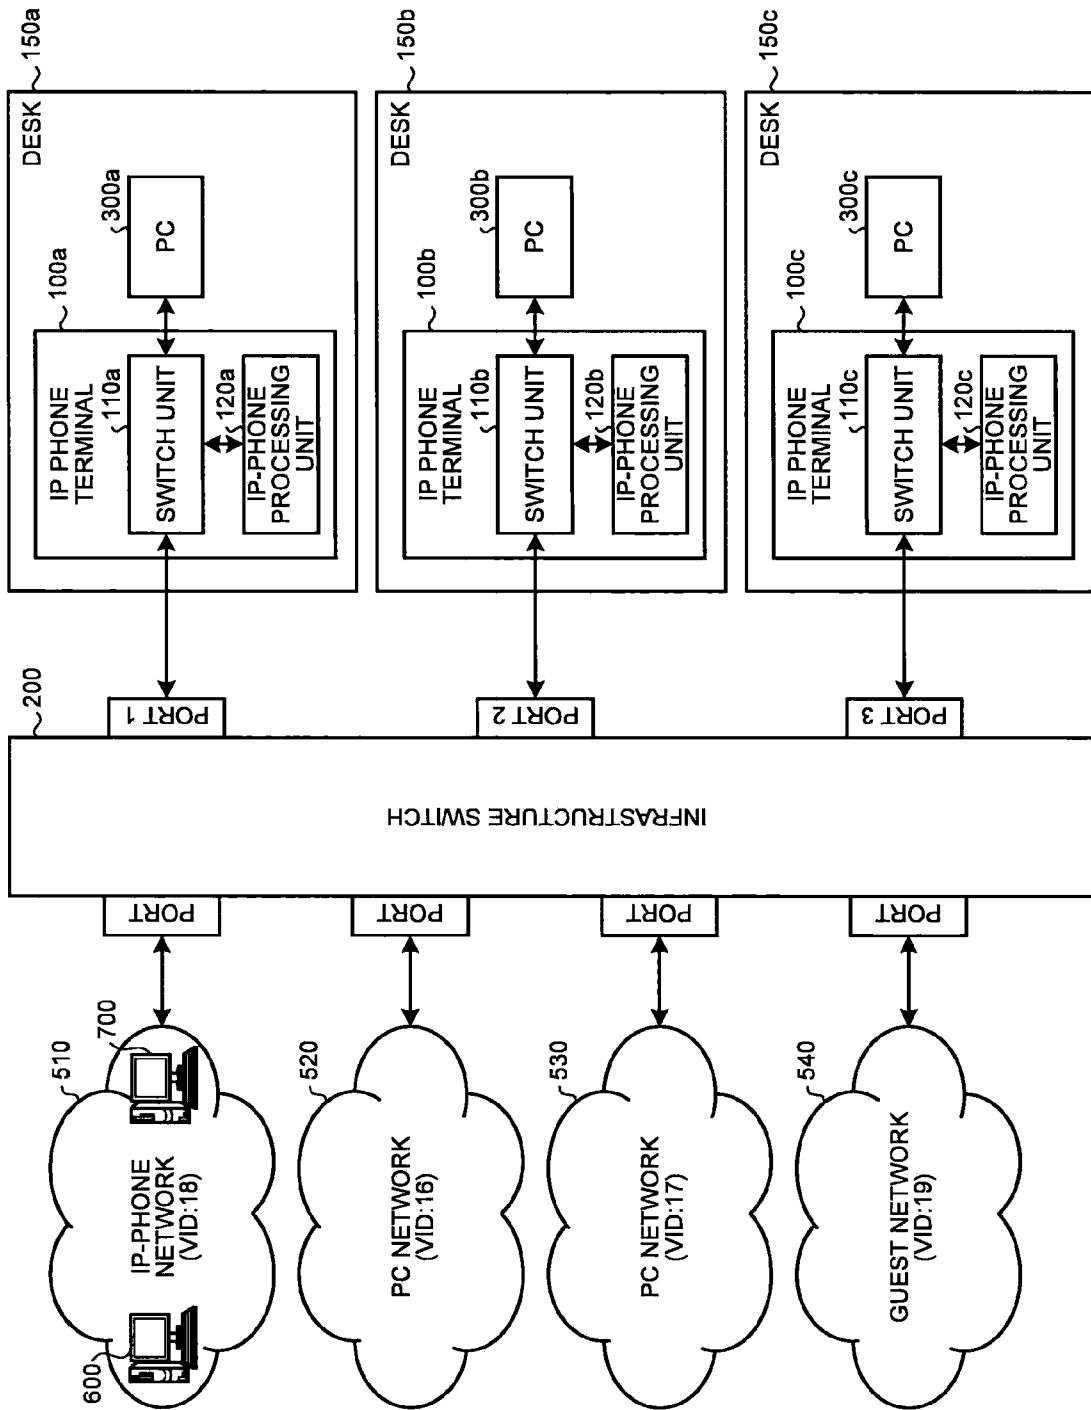 510
IP-PHONE
NETWORK
(VID:18)
600
700
520
PC NETWORK
(VID:16)
530
PC NETWORK
(VID:17)
540
GUEST NETWORK
(VID:19)
PORT
PORT
PORT
PORT
200
INFRASTRUCTURE SWITCH
PORT 1
PORT 2
PORT 3
150a
DESK
100a
IP PHONE
TERMINAL
110a
SWITCH UNIT
120a
IP-PHONE
PROCESSING
UNIT
300a
PC
150b
DESK
100b
IP PHONE
TERMINAL
110b
SWITCH UNIT
120b
IP-PHONE
PROCESSING
UNIT
300b
PC
150c
DESK
100c
IP PHONE
TERMINAL
110c
SWITCH UNIT
120c
IP-PHONE
PROCESSING
UNIT
300c
PC